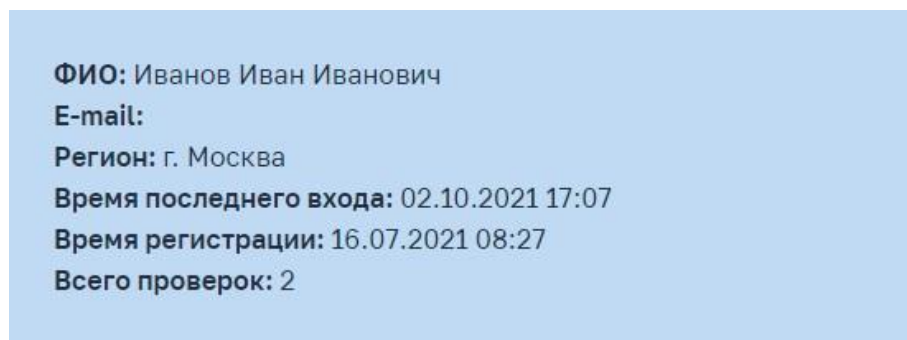 ФИО: Иванов Иван Иванович
E-mail:
Регион: г. Москва
Время последнего входа: 02.10.2021 17:07
Время регистрации: 16.07.2021 08:27
Всего проверок: 2